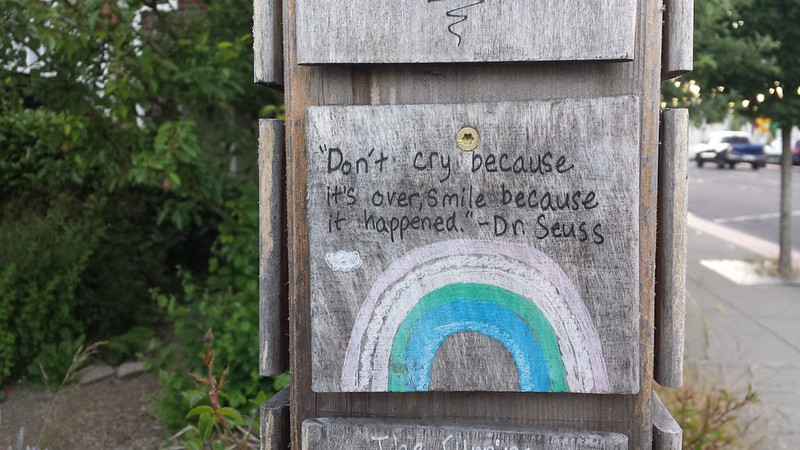 "Don't cry because
it's over, smile because
it happened." -Dr. Seuss